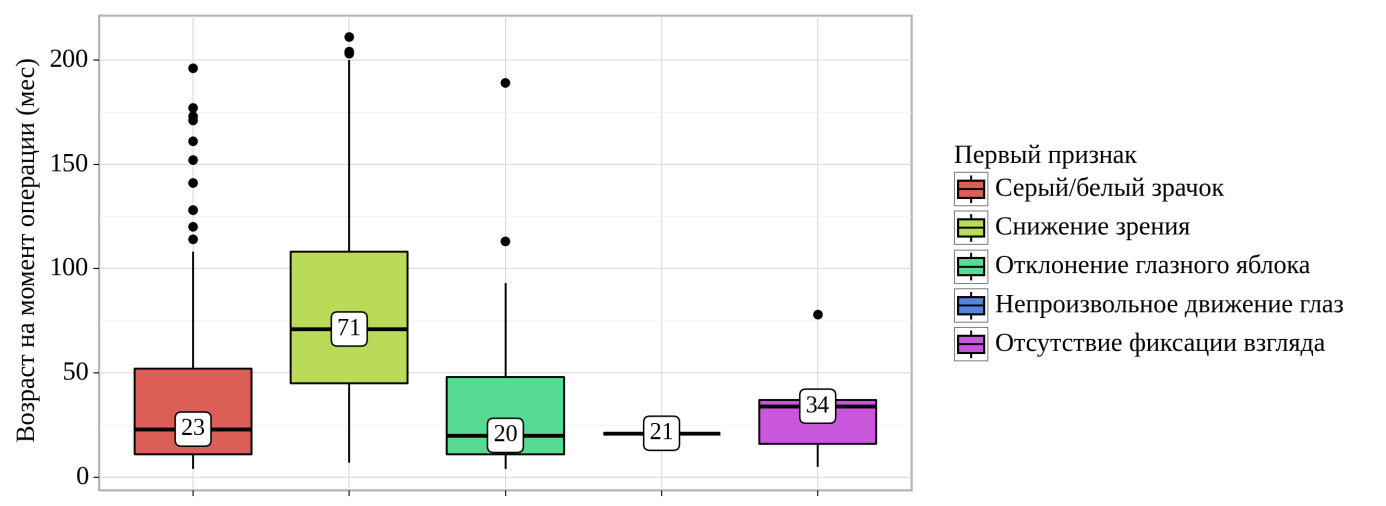 Возраст на момент операции (мес)
200
150
100
50
0
23
71
20
21
34
Первый признак
Серый/белый зрачок
Снижение зрения
Отклонение глазного яблока
Непроизвольное движение глаз
Отсутствие фиксации взгляда